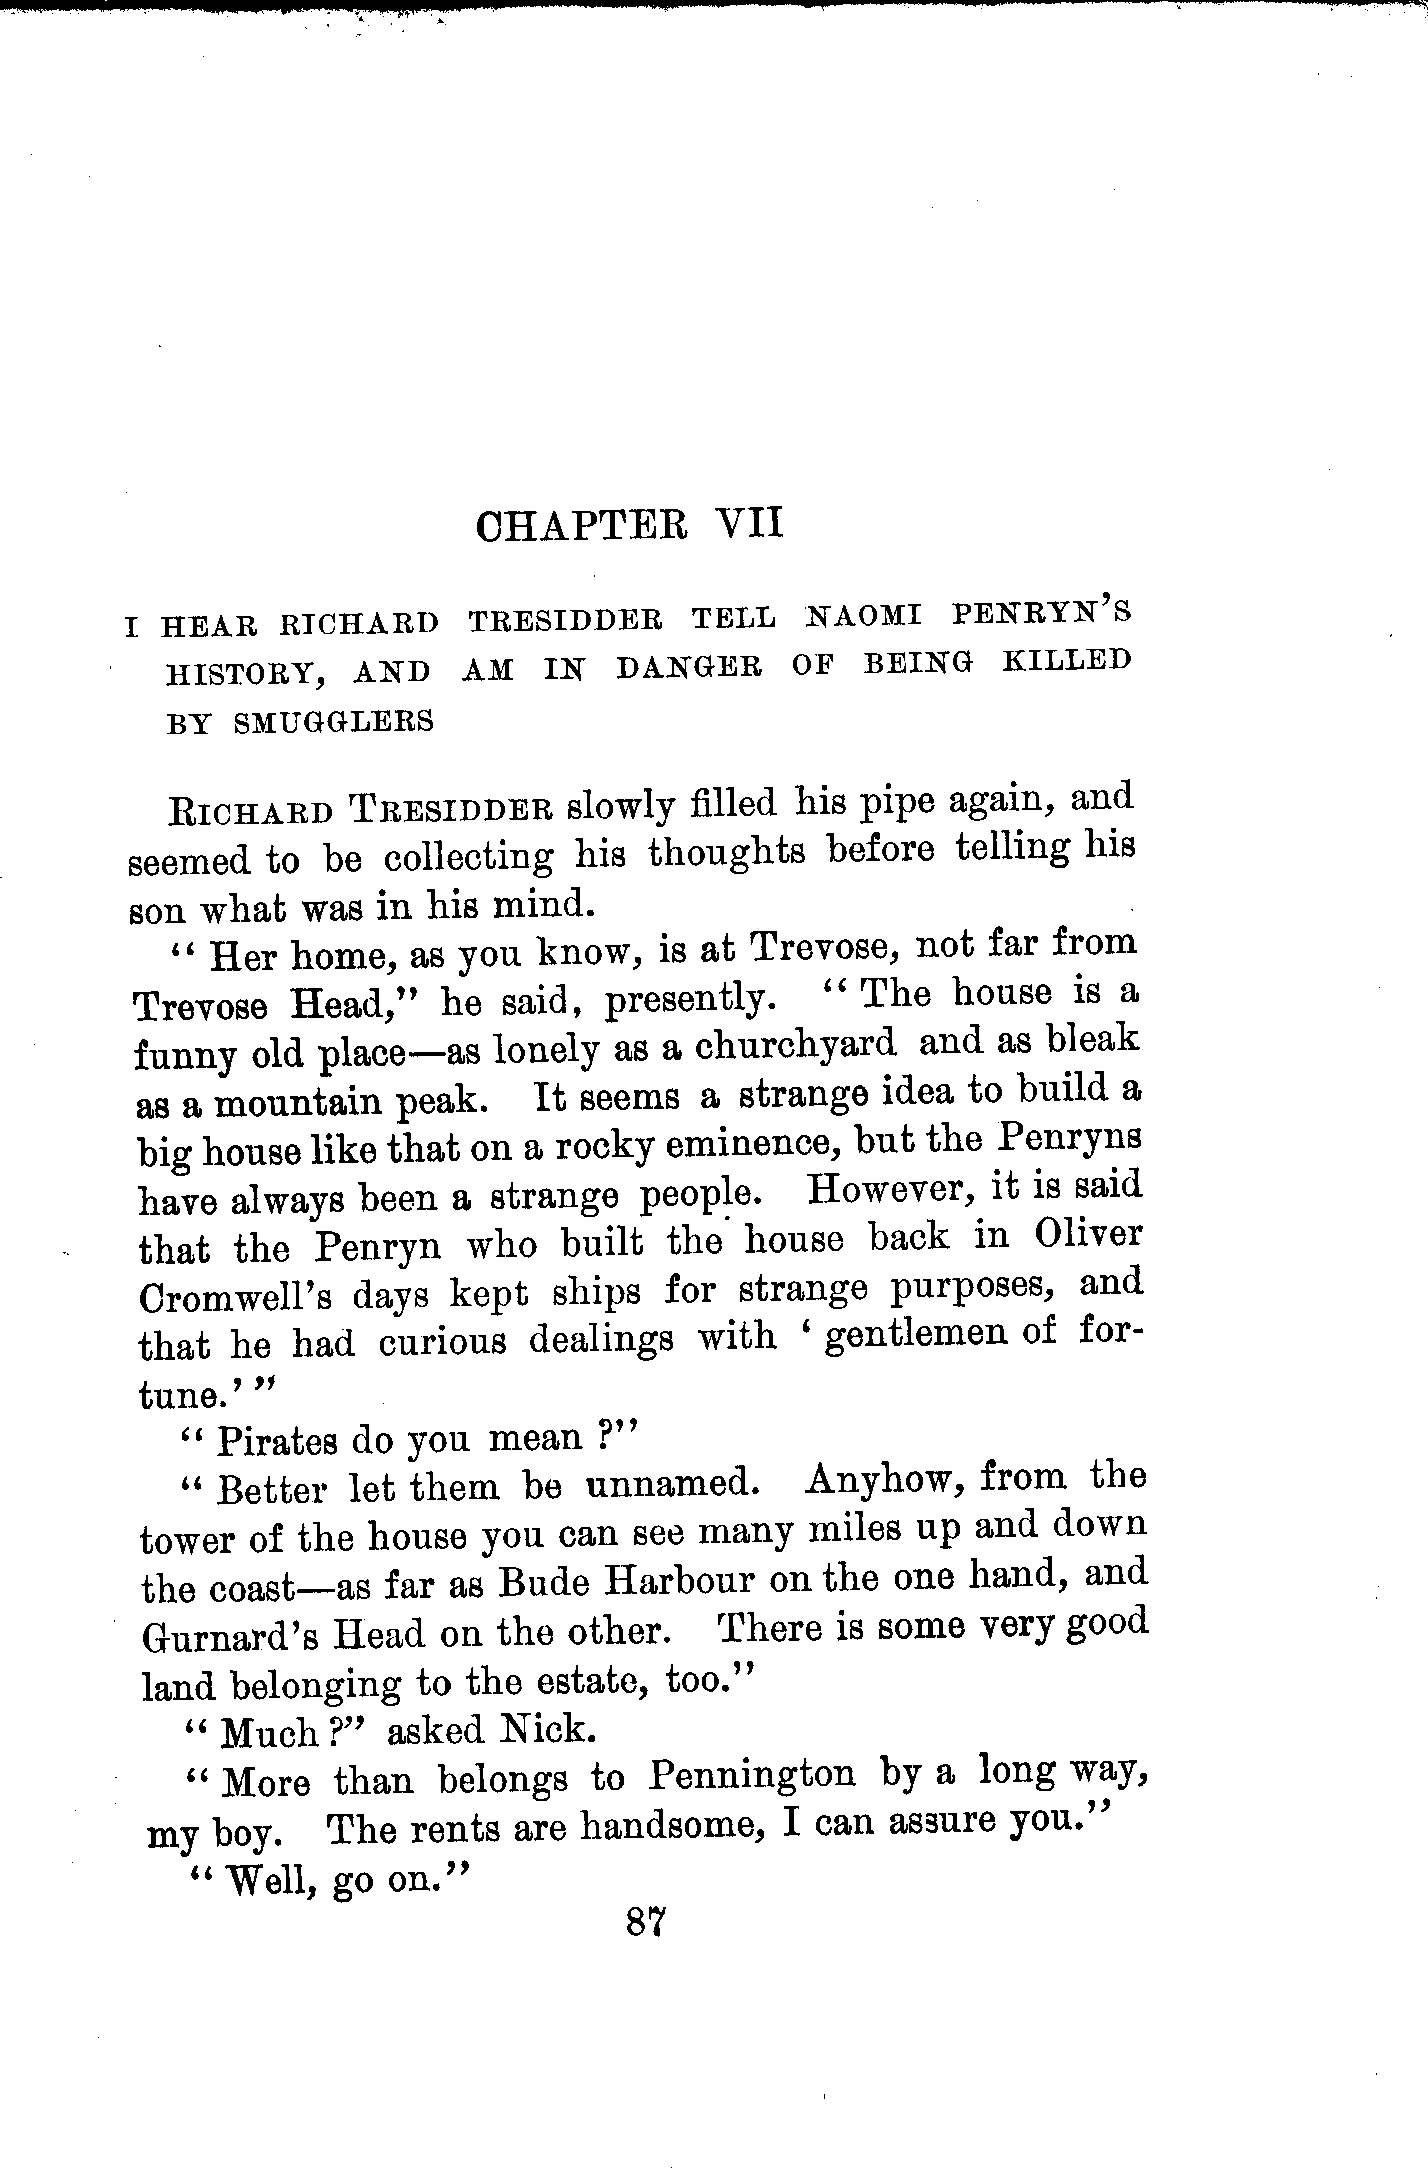 CHAPTER VII
I HEAR RICHARD TRESIDDER TELL NAOMI PENRYN'S
HISTORY, AND AM IN DANGER OF BEING KILLED
BY SMUGGLERS
RICHARD TRESIDDER slowly filled his pipe again, and
seemed to be collecting his thoughts before telling his
son what was in his mind.
“Her home, as you know, is at Trevose, not far from
Trevose Head,” he said, presently. “The house is a
funny old place—as lonely as a churchyard and as bleak
as a mountain peak. It seems a strange idea to build a
big house like that on a rocky eminence, but the Penryns
have always been a strange people. However, it is said
that the Penryn who built the house back in Oliver
Cromwell's days kept ships for strange purposes, and
that he had curious dealings with ‘gentlemen of for-
tune.’”
“Pirates do you mean?”
“Better let them be unnamed. Anyhow, from the
tower of the house you can see many miles up and down
the coast—as far as Bude Harbour on the one hand, and
Gurnard's Head on the other. There is some very good
land belonging to the estate, too.”
“Much?” asked Nick.
“More than belongs to Pennington by a long way,
my boy. The rents are handsome, I can assure you.”
“Well, go on.”
87